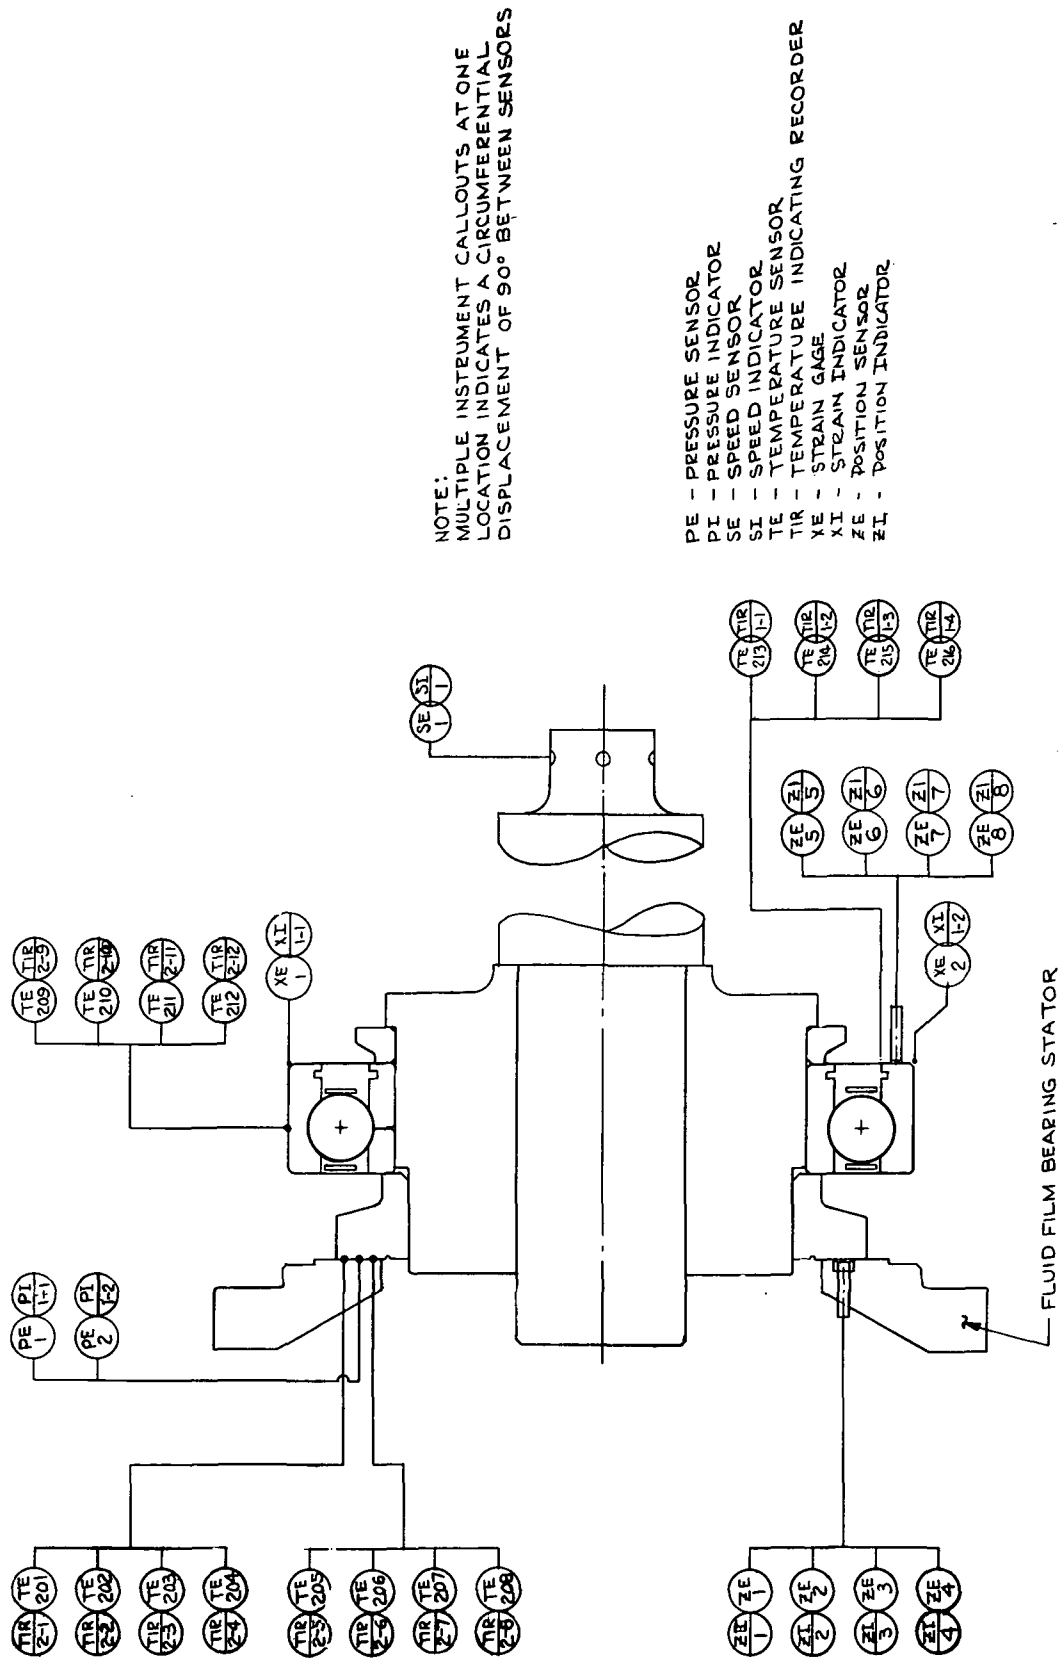 NOTE:
MULTIPLE INSTRUMENT CALLOUTS AT ONE
LOCATION INDICATES A CIRCUMFERENTIAL
DISPLACEMENT OF 90° BETWEEN SENSORS
PE - PRESSURE SENSOR
PI - PRESSURE INDICATOR
SE - SPEED SENSOR
SI - SPEED INDICATOR
TE - TEMPERATURE SENSOR
TIR - TEMPERATURE INDICATING RECORDER
XE - STRAIN GAGE
XI - STRAIN INDICATOR
ZE - POSITION SENSOR
ZI - POSITION INDICATOR
TIR 2-1 TE 201
TIR 2-2 TE 202
TIR 2-3 TE 203
TIR 2-4 TE 204
TIR 2-5 TE 205
TIR 2-6 TE 206
TIR 2-7 TE 207
TIR 2-8 TE 208
PE 1 PI 1-1
PE 2 PI 1-2
TE 209 TIR 2-9
TE 210 TIR 2-10
TE 211 TIR 2-11
TE 212 TIR 2-12
XE 1 XI 1-1
SE 1 SI 1
TE 213 TIR 1-1
TE 214 TIR 1-2
TE 215 TIR 1-3
TE 216 TIR 1-4
ZE 5 ZI 5
ZE 6 ZI 6
ZE 7 ZI 7
ZE 8 ZI 8
XE 2 XI 1-2
1 ZE 1
ZI 2 ZE 2
ZI 3 ZE 3
ZI 4 ZE 4
FLUID FILM BEARING STATOR